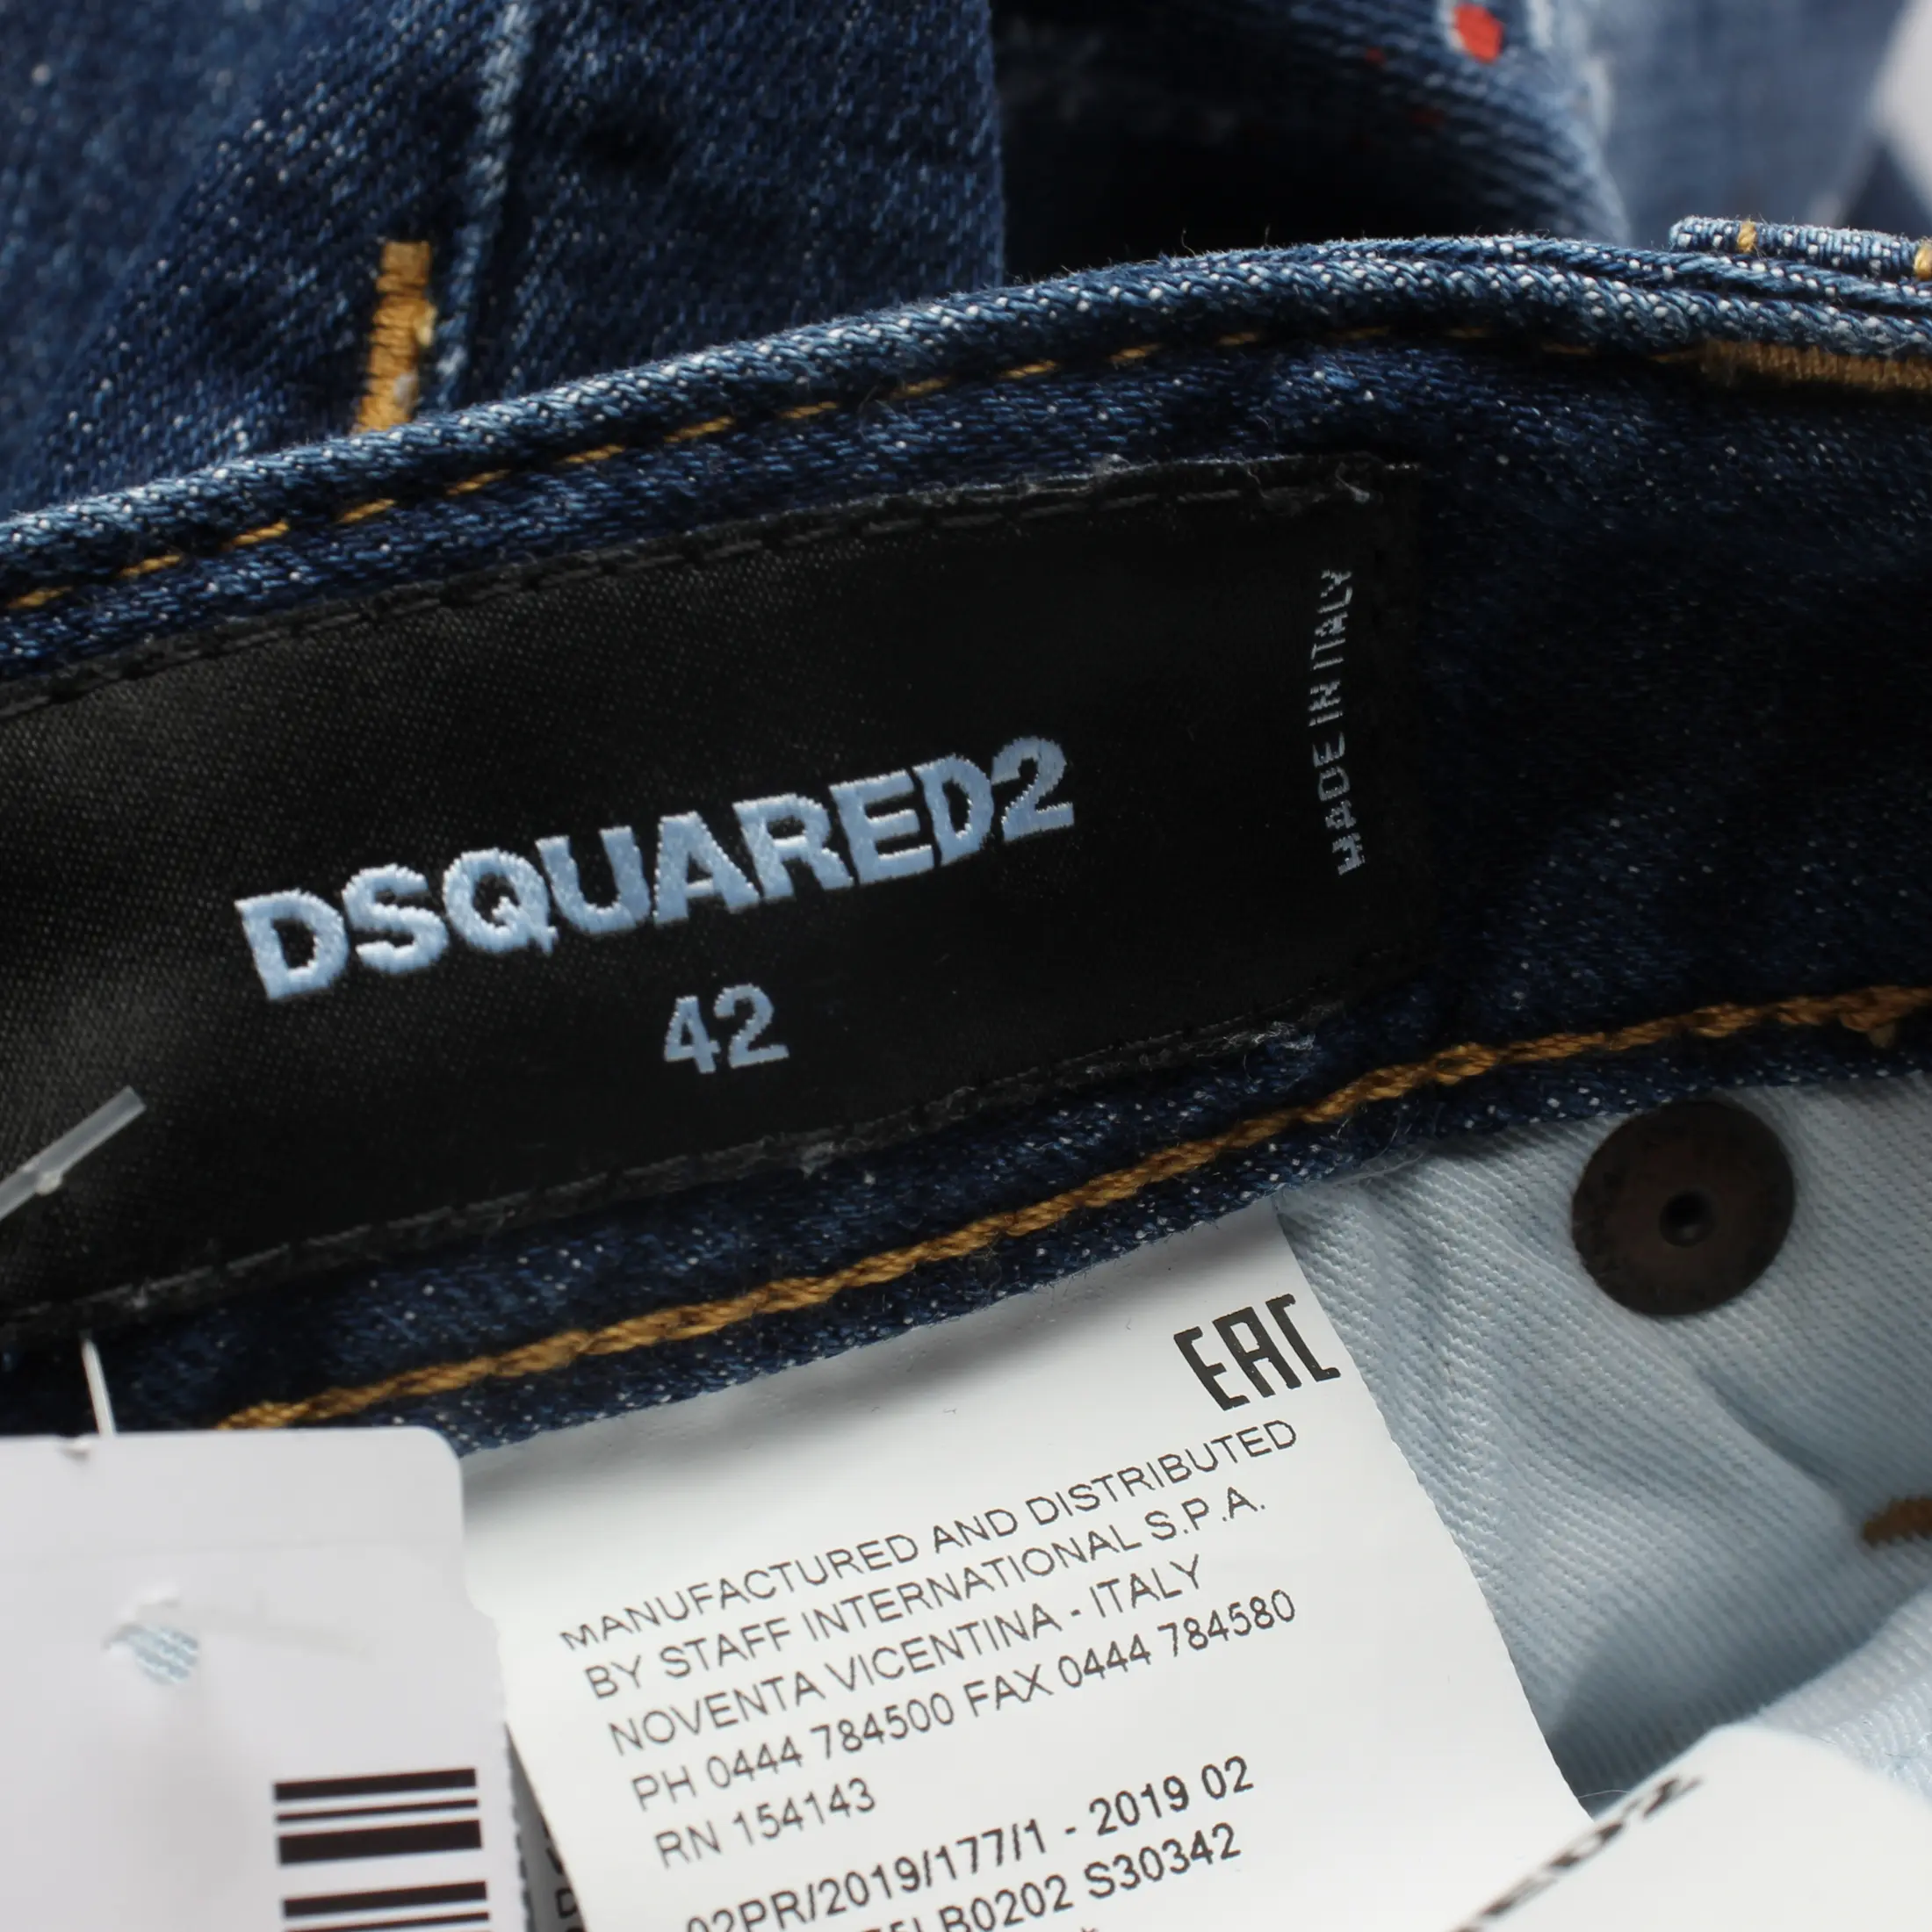 DSQUARED2
42
MADE IN ITALY
EAC
MANUFACTURED AND DISTRIBUTED
BY STAFF INTERNATIONAL S.P.A.
NOVENTA VICENTINA - ITALY
PH 0444 784500 FAX 0444 784580
RN 154143
02PR/2019/177/1 - 2019 02
S30342